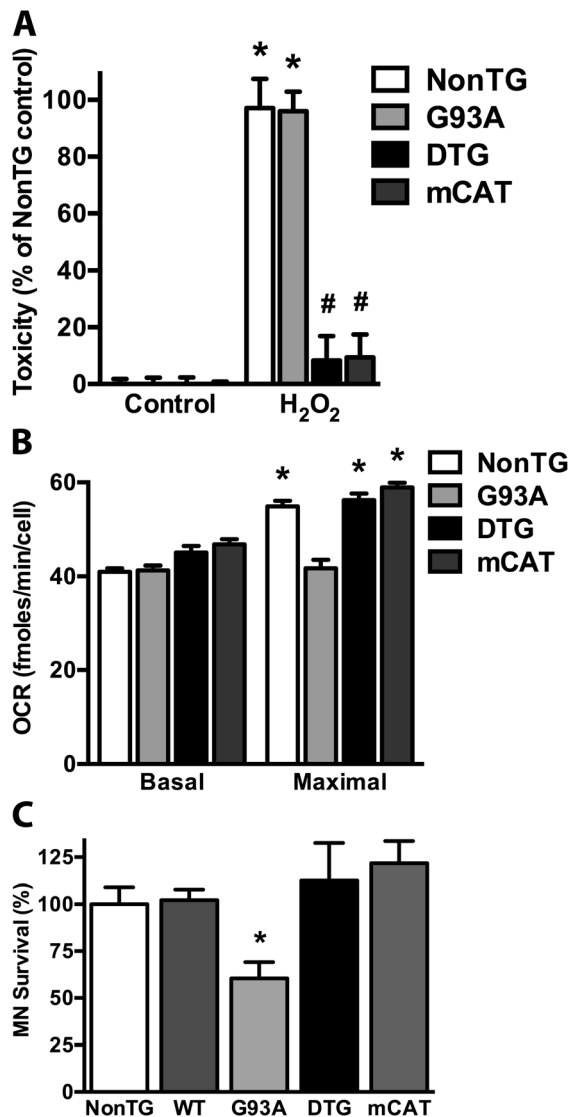 A
Toxicity (% of NonTG control)
100
80
60
40
20
0
* *
# #
Control H₂O₂
NonTG
G93A
DTG
mCAT
B
OCR (fmoles/min/cell)
60
40
20
0
* * *
Basal Maximal
NonTG
G93A
DTG
mCAT
C
MN Survival (%)
125
100
75
50
25
0
*
NonTG WT G93A DTG mCAT